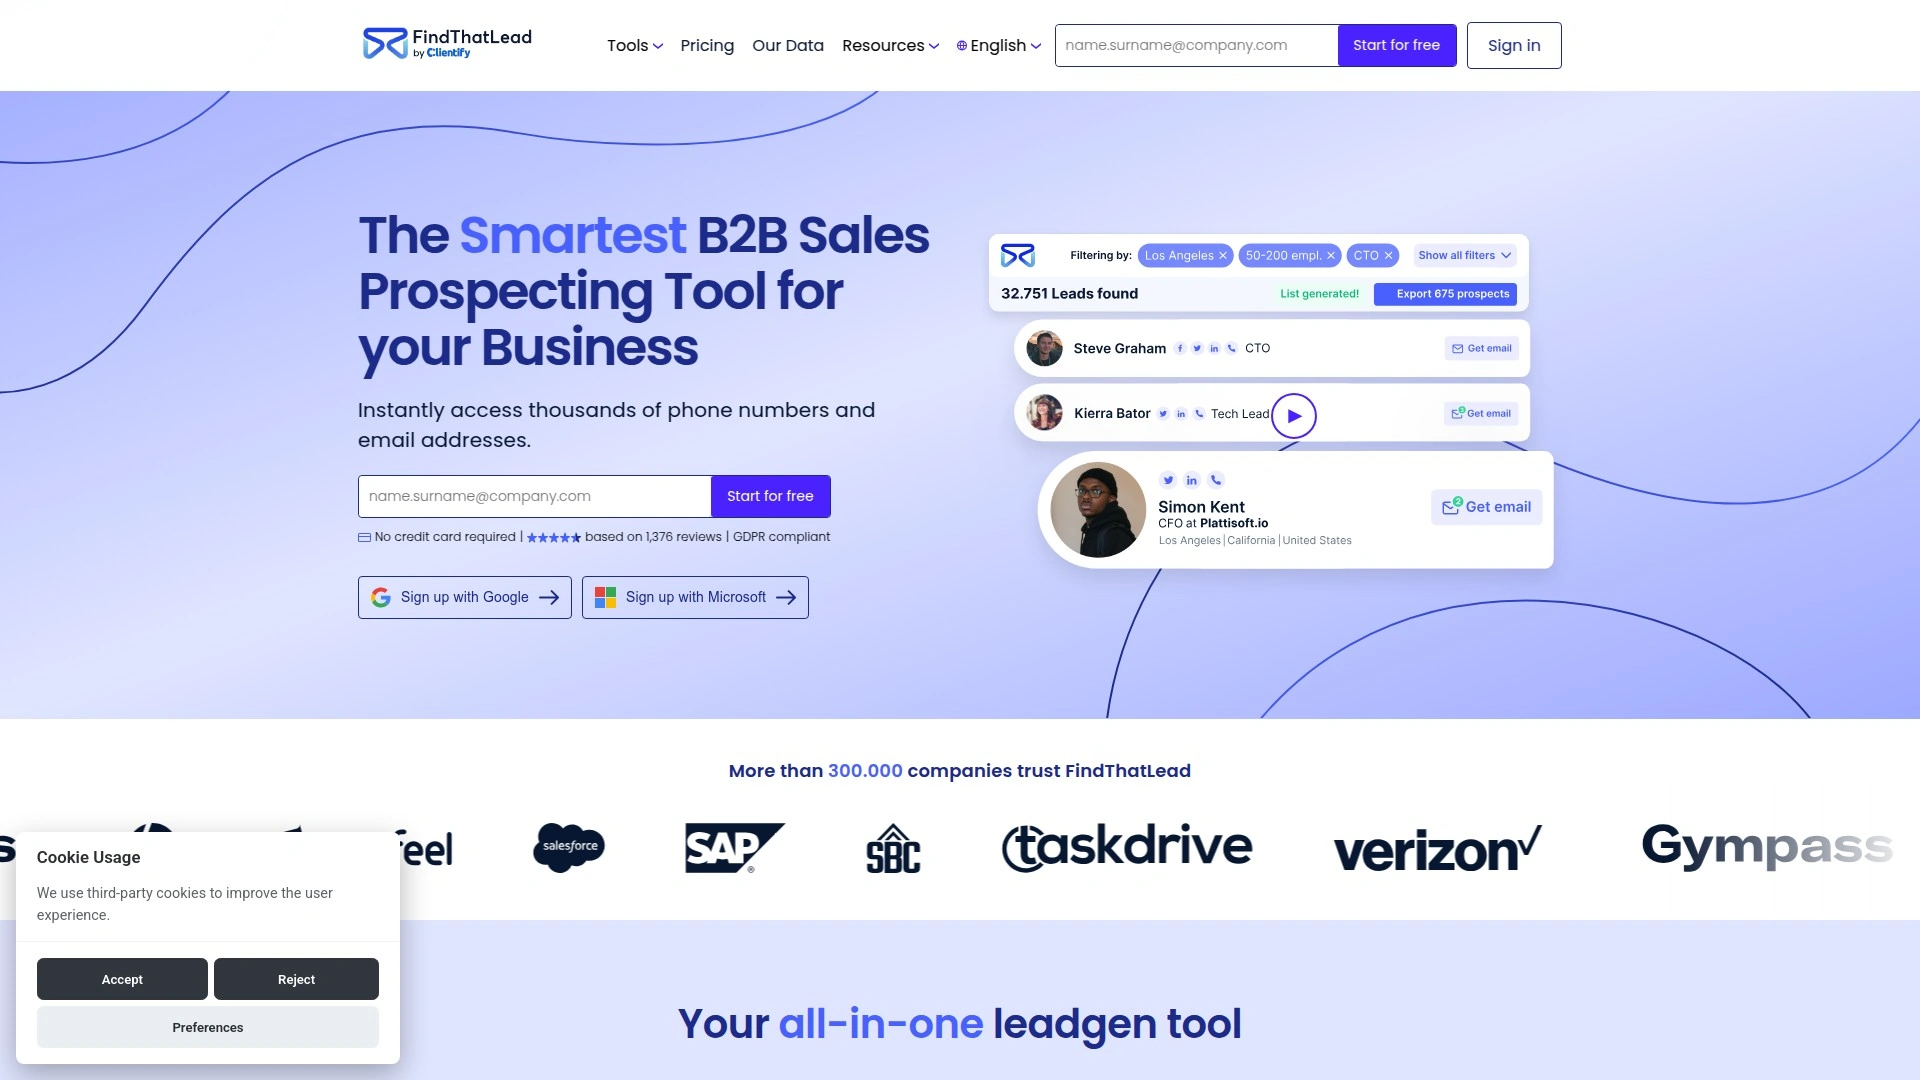 FindThatLead
by Clientify
Tools
Pricing
Our Data
Resources
English
name.surname@company.com
Start for free
Sign in
The Smartest B2B Sales
Prospecting Tool for
your Business
Instantly access thousands of phone numbers and
email addresses.
name.surname@company.com
Start for free
No credit card required | based on 1,376 reviews | GDPR compliant
Sign up with Google
Sign up with Microsoft
Filtering by: Los Angeles × 50-200 empl. × CTO × Show all filters
32.751 Leads found
List generated!
Export 675 prospects
Steve Graham
CTO
Get email
Kierra Bator
Tech Lead
2
Get email
Simon Kent
CFO at Plattisoft.io
Los Angeles | California | United States
2
Get email
More than 300.000 companies trust FindThatLead
s
feel
salesforce
SAP®
SBC
taskdrive
verizon✓
Gympass
Cookie Usage
We use third-party cookies to improve the user
experience.
Accept
Reject
Preferences
Your all-in-one leadgen tool